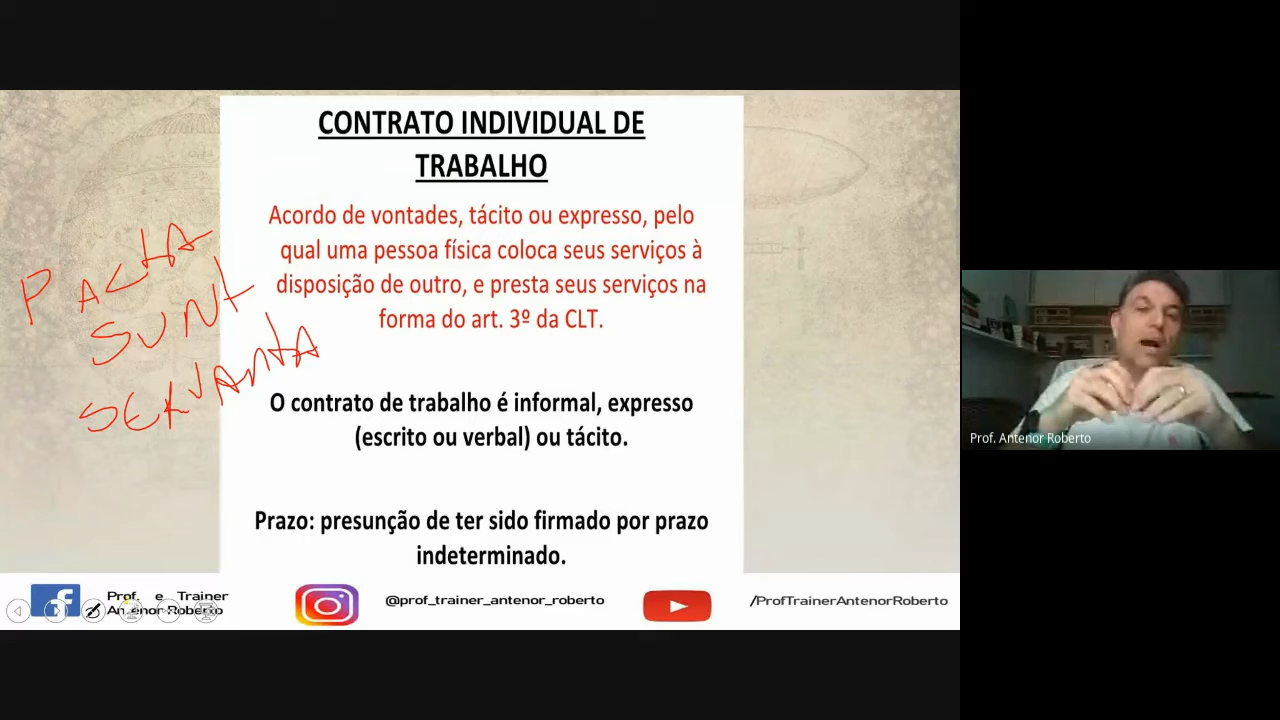 CONTRATO INDIVIDUAL DE
TRABALHO
Acordo de vontades, tácito ou expresso, pelo
qual uma pessoa física coloca seus serviços à
disposição de outro, e presta seus serviços na
forma do art. 3º da CLT.
PACTA
SUNT
SERVANTA
O contrato de trabalho é informal, expresso
(escrito ou verbal) ou tácito.
Prazo: presunção de ter sido firmado por prazo
indeterminado.
Prof. e Trainer
Antenor Roberto
@prof_trainer_antenor_roberto
/ProfTrainerAntenorRoberto
Prof. Antenor Roberto